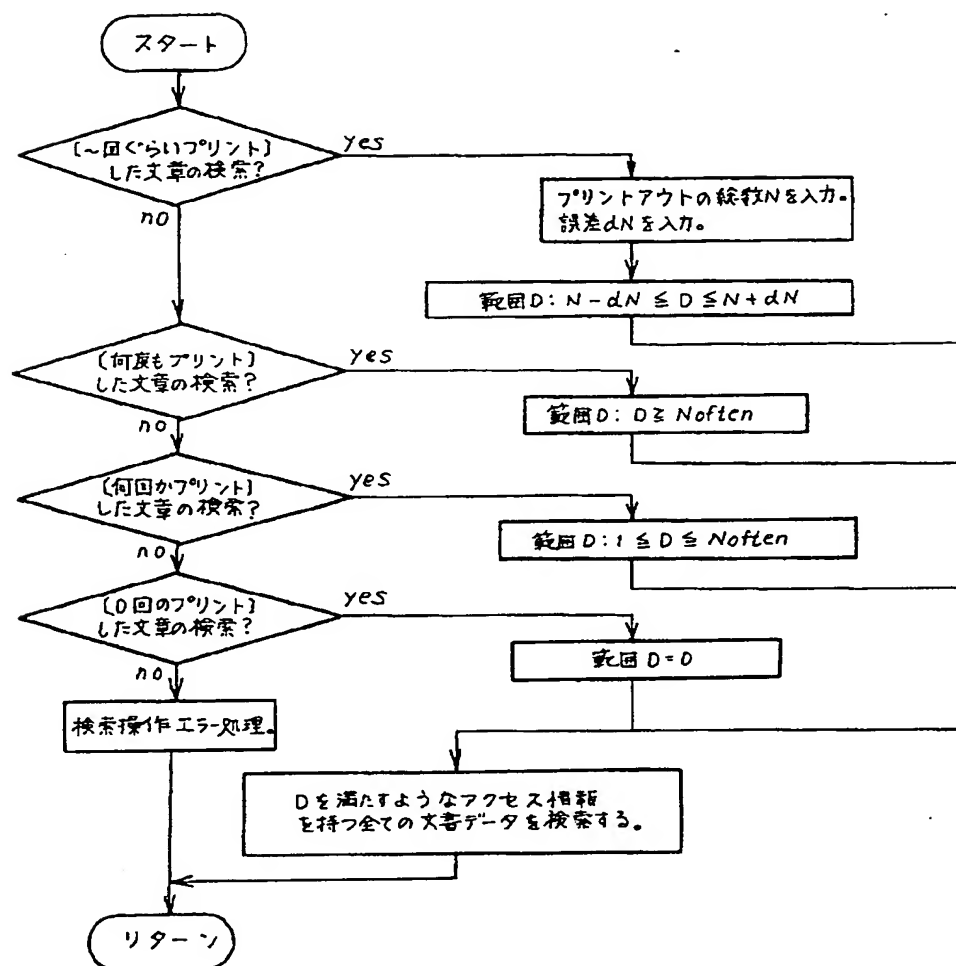 スタート
〔~回ぐらいプリント〕
した文章の検索?
yes
no
プリントアウトの総数Nを入力。
誤差dNを入力。
範囲D: N-dN≦D≦N+dN
〔何度もプリント〕
した文章の検索?
yes
no
範囲D: D≧Noften
〔何回かプリント〕
した文章の検索?
yes
no
範囲D: 1≦D≦Noften
〔0回のプリント〕
した文章の検索?
yes
no
範囲D=0
検索操作エラー処理。
Dを満たすようなアクセス情報
を持つ全ての文書データを検索する。
リターン